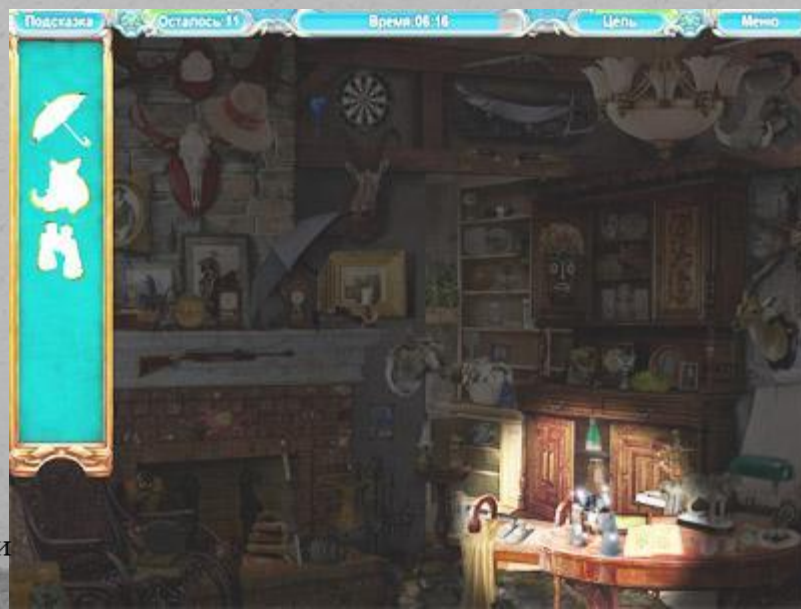 Подсказка
Осталось: 11
Время:06:16
Цель
Меню
и